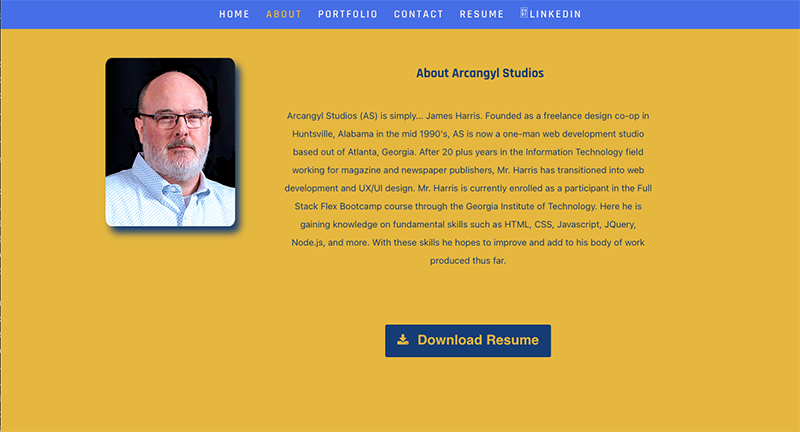 HOME ABOUT PORTFOLIO CONTACT RESUME LINKEDIN
About Arcangyl Studios
Arcangyl Studios (AS) is simply... James Harris. Founded as a freelance design co-op in
Huntsville, Alabama in the mid 1990's, AS is now a one-man web development studio
based out of Atlanta, Georgia. After 20 plus years in the Information Technology field
working for magazine and newspaper publishers, Mr. Harris has transitioned into web
development and UX/UI design. Mr. Harris is currently enrolled as a participant in the Full
Stack Flex Bootcamp course through the Georgia Institute of Technology. Here he is
gaining knowledge on fundamental skills such as HTML, CSS, Javascript, JQuery,
Node.js, and more. With these skills he hopes to improve and add to his body of work
produced thus far.
Download Resume